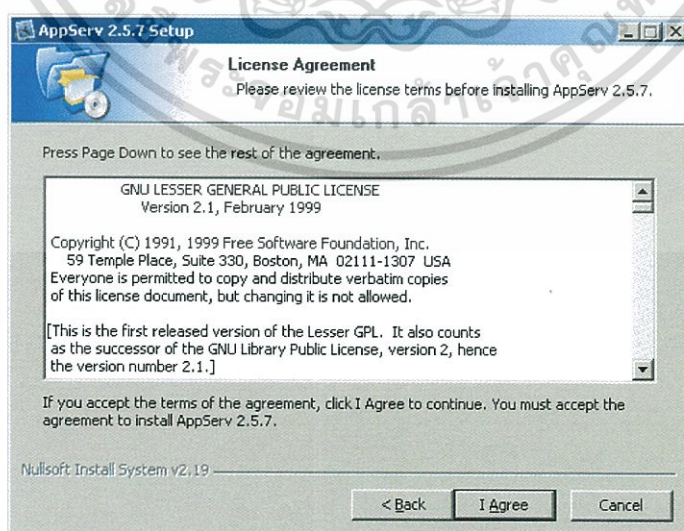 AppServ 2.5.7 Setup
License Agreement
Please review the license terms before installing AppServ 2.5.7.
Press Page Down to see the rest of the agreement.
GNU LESSER GENERAL PUBLIC LICENSE
Version 2.1, February 1999
Copyright (C) 1991, 1999 Free Software Foundation, Inc.
59 Temple Place, Suite 330, Boston, MA 02111-1307 USA
Everyone is permitted to copy and distribute verbatim copies
of this license document, but changing it is not allowed.
[This is the first released version of the Lesser GPL. It also counts
as the successor of the GNU Library Public License, version 2, hence
the version number 2.1.]
If you accept the terms of the agreement, click I Agree to continue. You must accept the
agreement to install AppServ 2.5.7.
Nullsoft Install System v2.19
< Back
I Agree
Cancel